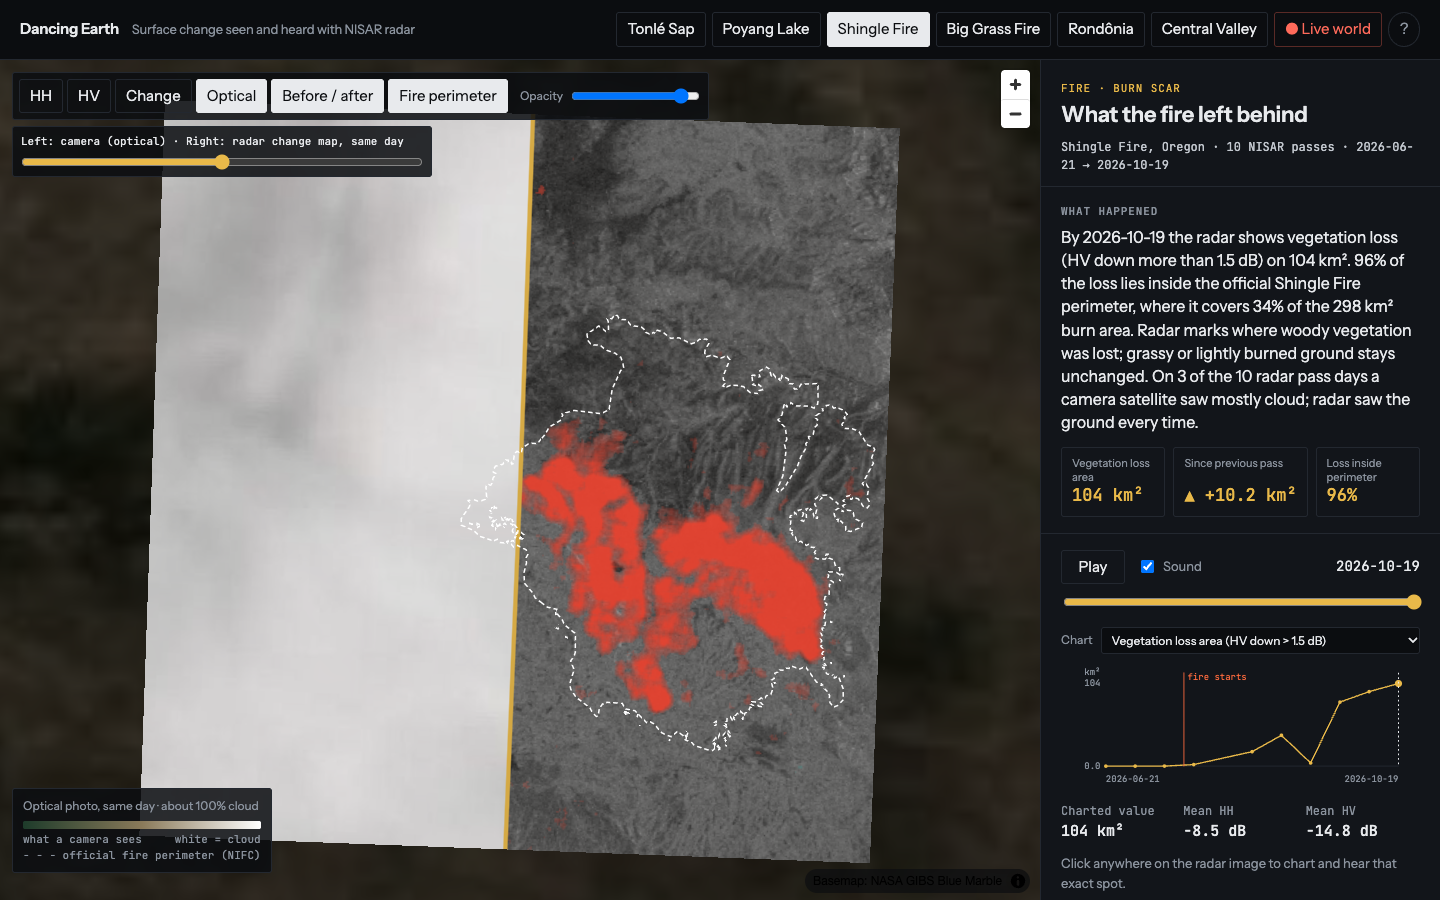 Dancing Earth Surface change seen and heard with NISAR radar
Tonlé Sap Poyang Lake Shingle Fire Big Grass Fire Rondônia Central Valley Live world ?
HH HV Change Optical Before / after Fire perimeter Opacity
Left: camera (optical) · Right: radar change map, same day
+
−
Optical photo, same day · about 100% cloud
what a camera sees white = cloud
- - - official fire perimeter (NIFC)
Basemap: NASA GIBS Blue Marble
FIRE · BURN SCAR
What the fire left behind
Shingle Fire, Oregon · 10 NISAR passes · 2026-06-
21 → 2026-10-19
WHAT HAPPENED
By 2026-10-19 the radar shows vegetation loss
(HV down more than 1.5 dB) on 104 km². 96% of
the loss lies inside the official Shingle Fire
perimeter, where it covers 34% of the 298 km²
burn area. Radar marks where woody vegetation
was lost; grassy or lightly burned ground stays
unchanged. On 3 of the 10 radar pass days a
camera satellite saw mostly cloud; radar saw the
ground every time.
Vegetation loss
area
104 km²
Since previous pass
▲ +10.2 km²
Loss inside
perimeter
96%
Play Sound 2026-10-19
Chart Vegetation loss area (HV down > 1.5 dB)
km²
104
fire starts
0.0
2026-06-21 2026-10-19
Charted value Mean HH Mean HV
104 km² -8.5 dB -14.8 dB
Click anywhere on the radar image to chart and hear that
exact spot.